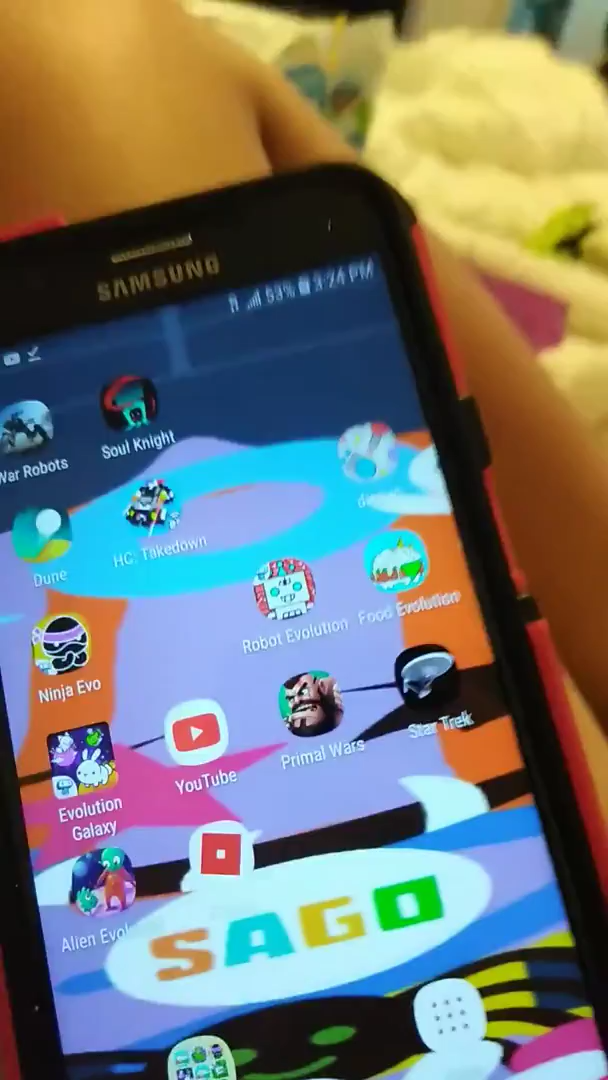 SAMSUNG
53% 3:24 PM
War Robots
Soul Knight
Dune
HC: Takedown
Robot Evolution
Food Evolution
Ninja Evo
Primal Wars
Star Trek
YouTube
Evolution
Galaxy
Alien
SAGO